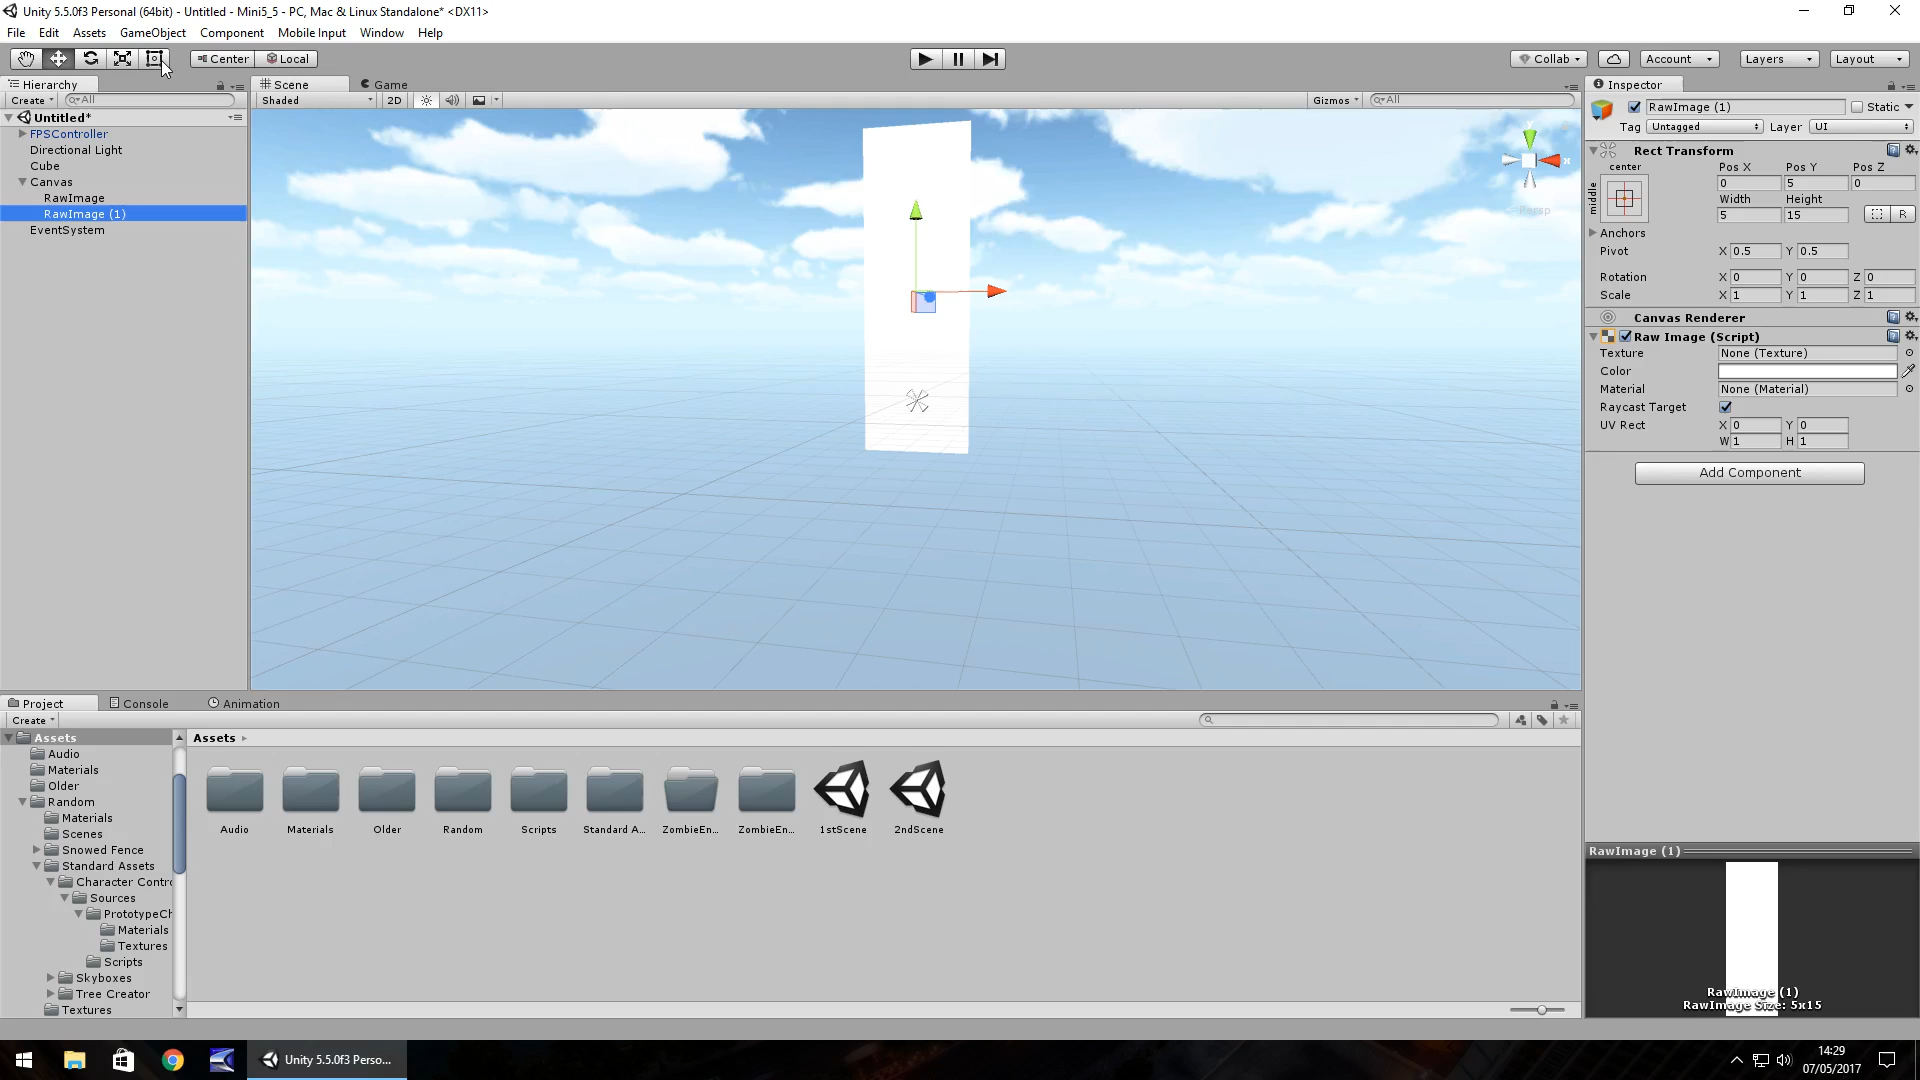 Unity 5.5.0f3 Personal (64bit) - Untitled - Mini5_5 - PC, Mac & Linux Standalone* <DX11>
File Edit Assets GameObject Component Mobile Input Window Help
Center Local Collab Account Layers Layout
Hierarchy
Create All
Untitled*
FPSController
Directional Light
Cube
Canvas
RawImage
RawImage (1)
EventSystem
Scene Game
Shaded 2D Gizmos All
y
x
Persp
Inspector
RawImage (1) Static
Tag Untagged Layer UI
Rect Transform
center Pos X Pos Y Pos Z
middle 0 5 0
Width Height
5 15 R
Anchors
Pivot X 0.5 Y 0.5
Rotation X 0 Y 0 Z 0
Scale X 1 Y 1 Z 1
Canvas Renderer
Raw Image (Script)
Texture None (Texture)
Color
Material None (Material)
Raycast Target
UV Rect X 0 Y 0
W 1 H 1
Add Component
RawImage (1)
RawImage (1)
RawImage Size: 5x15
Project Console Animation
Create
Assets
Audio
Materials
Older
Random
Materials
Scenes
Snowed Fence
Standard Assets
Character Contro
Sources
PrototypeCh
Materials
Textures
Scripts
Skyboxes
Tree Creator
Textures
Assets
Audio Materials Older Random Scripts Standard A... ZombieEn... ZombieEn... 1stScene 2ndScene
Unity 5.5.0f3 Perso...
14:29
07/05/2017